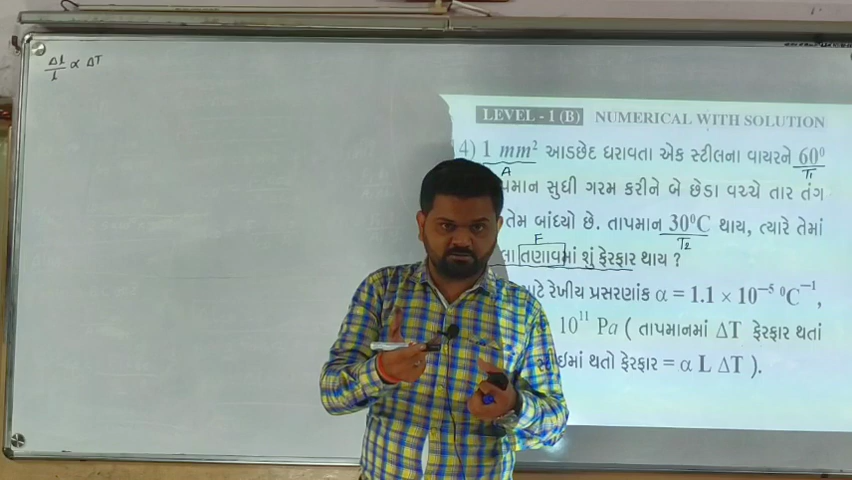 Δl/l ∝ ΔT
LEVEL - 1 (B) NUMERICAL WITH SOLUTION
14) 1 mm² આડછેદ ધરાવતા એક સ્ટીલના વાયરને 60⁰
A T₁
પમાન સુધી ગરમ કરીને બે છેડા વચ્ચે તાર તંગ
તેમ બાંધ્યો છે. તાપમાન 30⁰C થાય, ત્યારે તેમાં
F T₂
લા તણાવમાં શું ફેરફાર થાય ?
માટે રેખીય પ્રસરણાંક α = 1.1 × 10⁻⁵ ⁰C⁻¹,
10¹¹ Pa ( તાપમાનમાં ΔT ફેરફાર થતાં
થતો ફેરફાર = α L ΔT ).